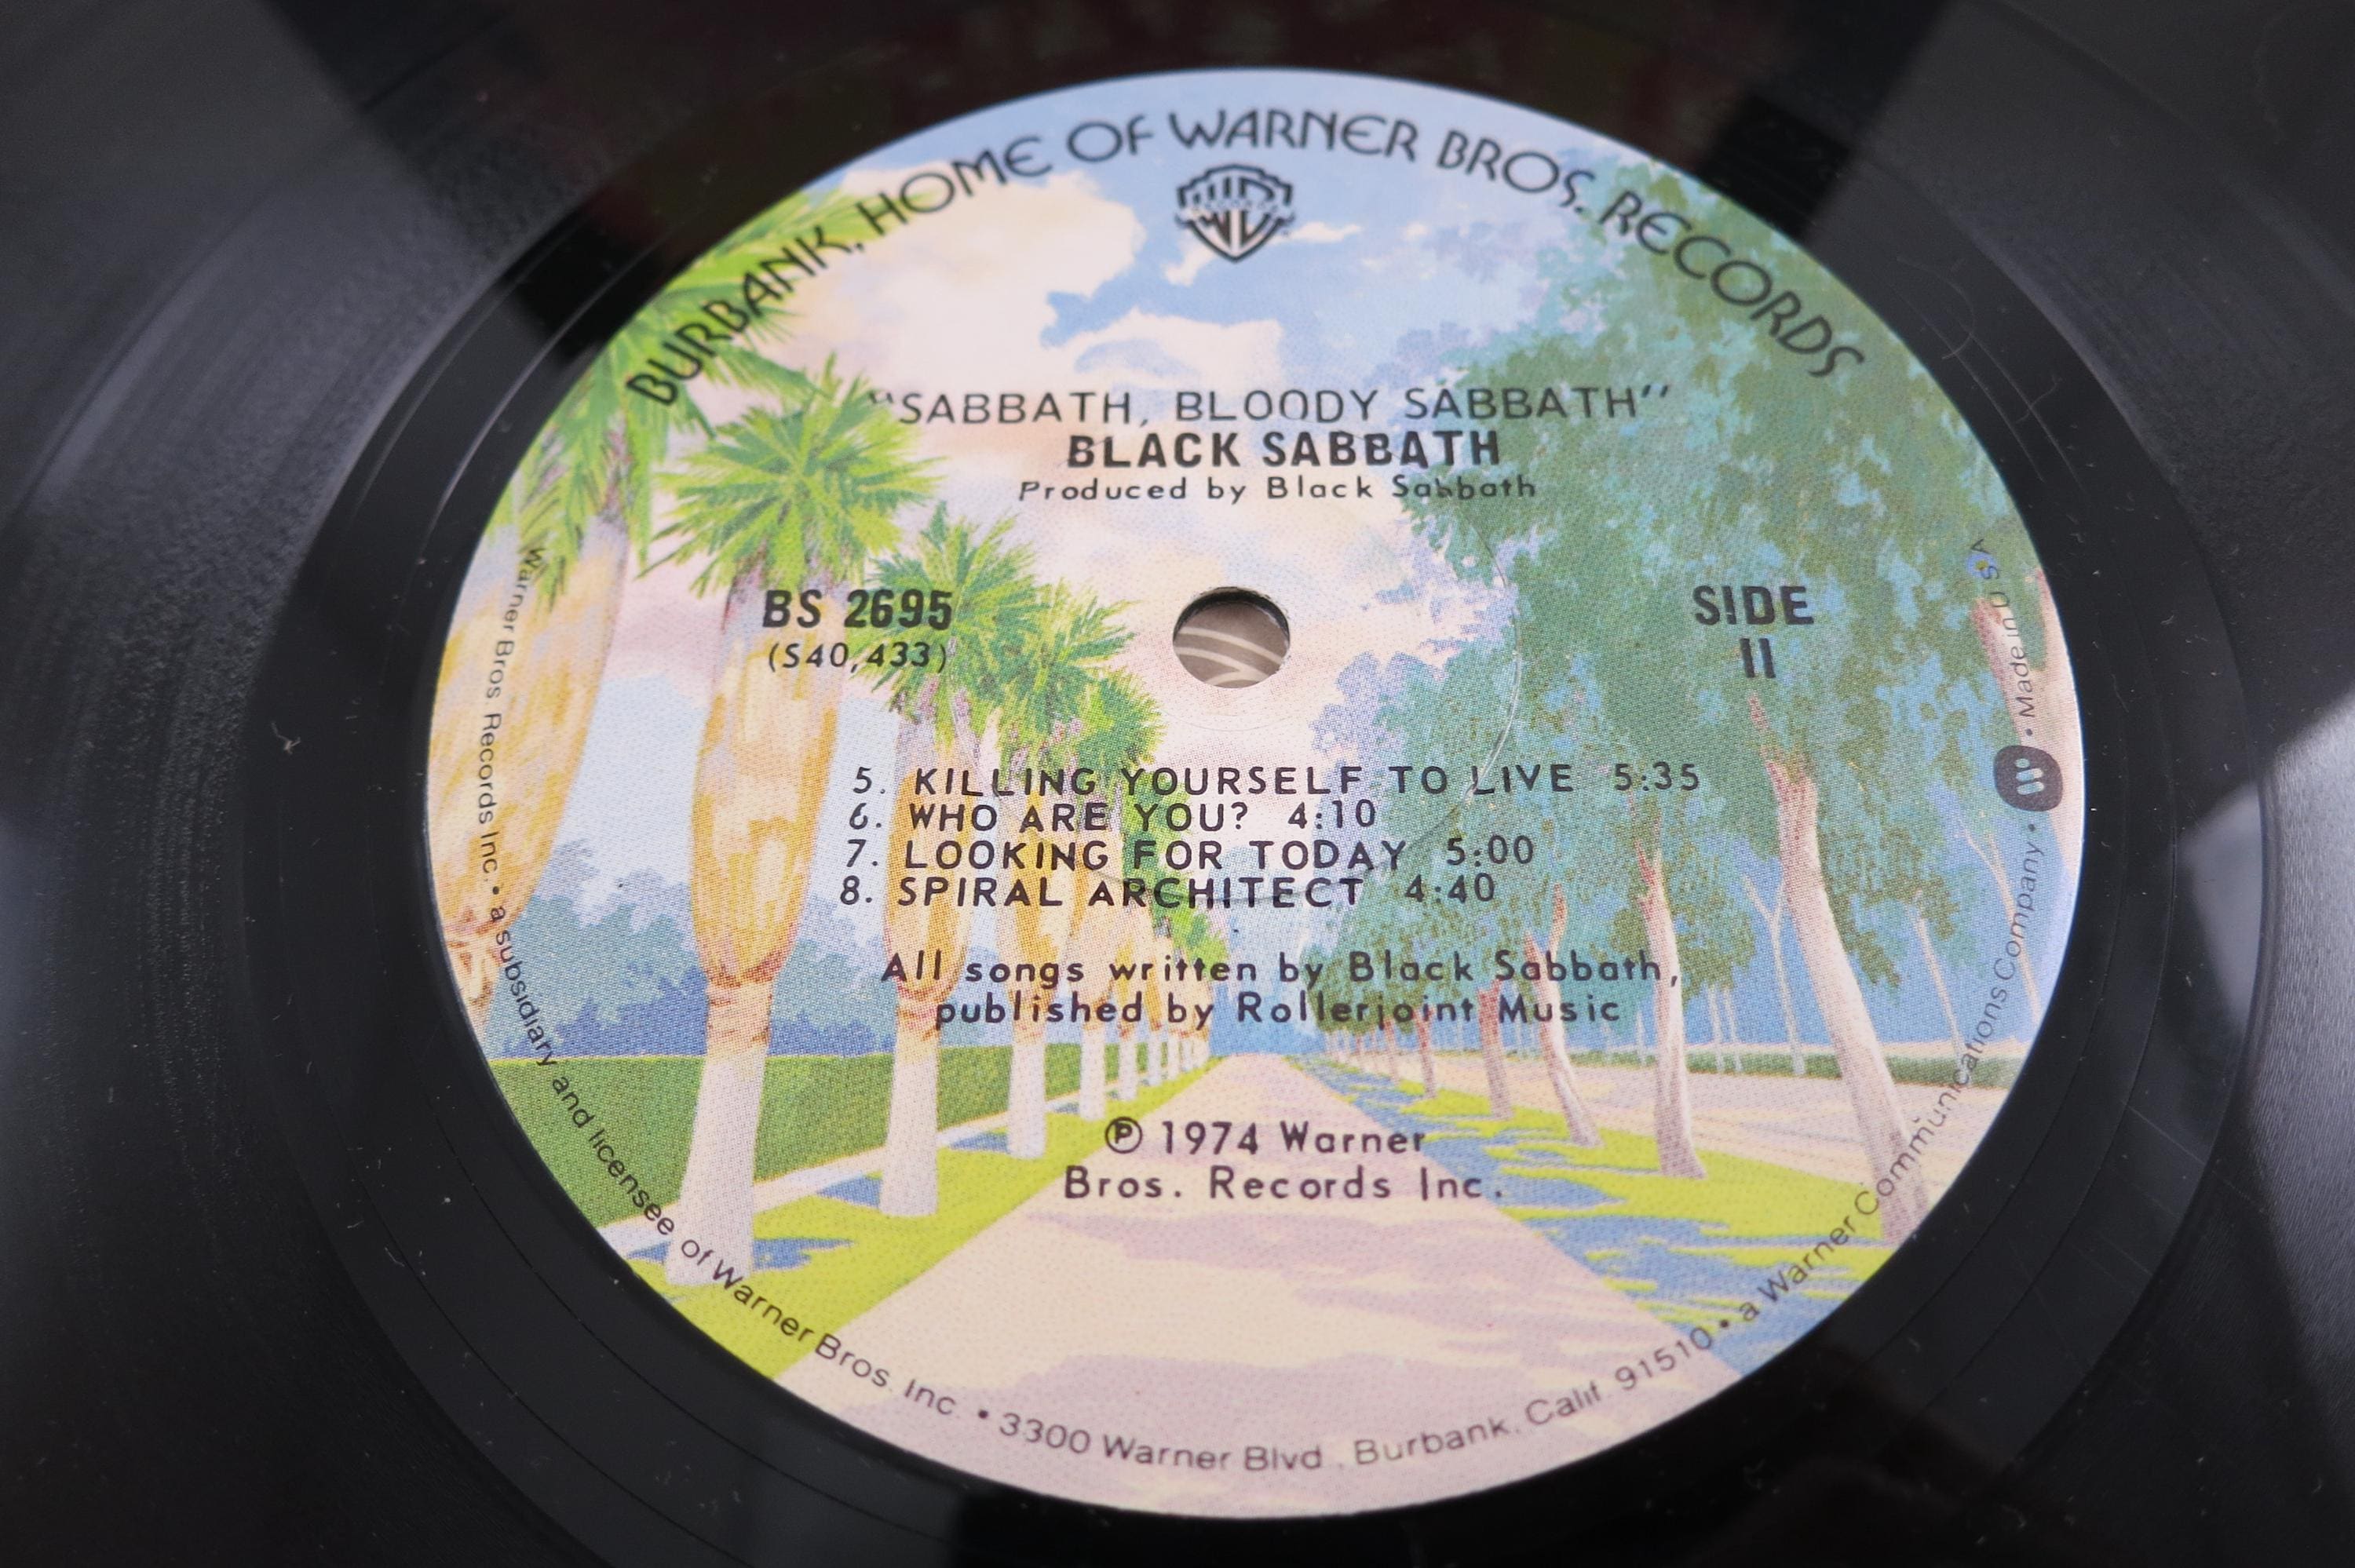 BURBANK, HOME OF WARNER BROS. RECORDS
"SABBATH, BLOODY SABBATH"
BLACK SABBATH
Produced by Black Sabbath
BS 2695
(S40,433)
SIDE
II
5. KILLING YOURSELF TO LIVE 5:35
6. WHO ARE YOU? 4:10
7. LOOKING FOR TODAY 5:00
8. SPIRAL ARCHITECT 4:40
All songs written by Black Sabbath,
published by Rollerjoint Music
Ⓟ 1974 Warner
Bros. Records Inc.
Warner Bros. Records Inc. • a subsidiary and licensee of Warner Bros. Inc. • 3300 Warner Blvd., Burbank, Calif. 91510 • a Warner Communications Company • Made in U.S.A.